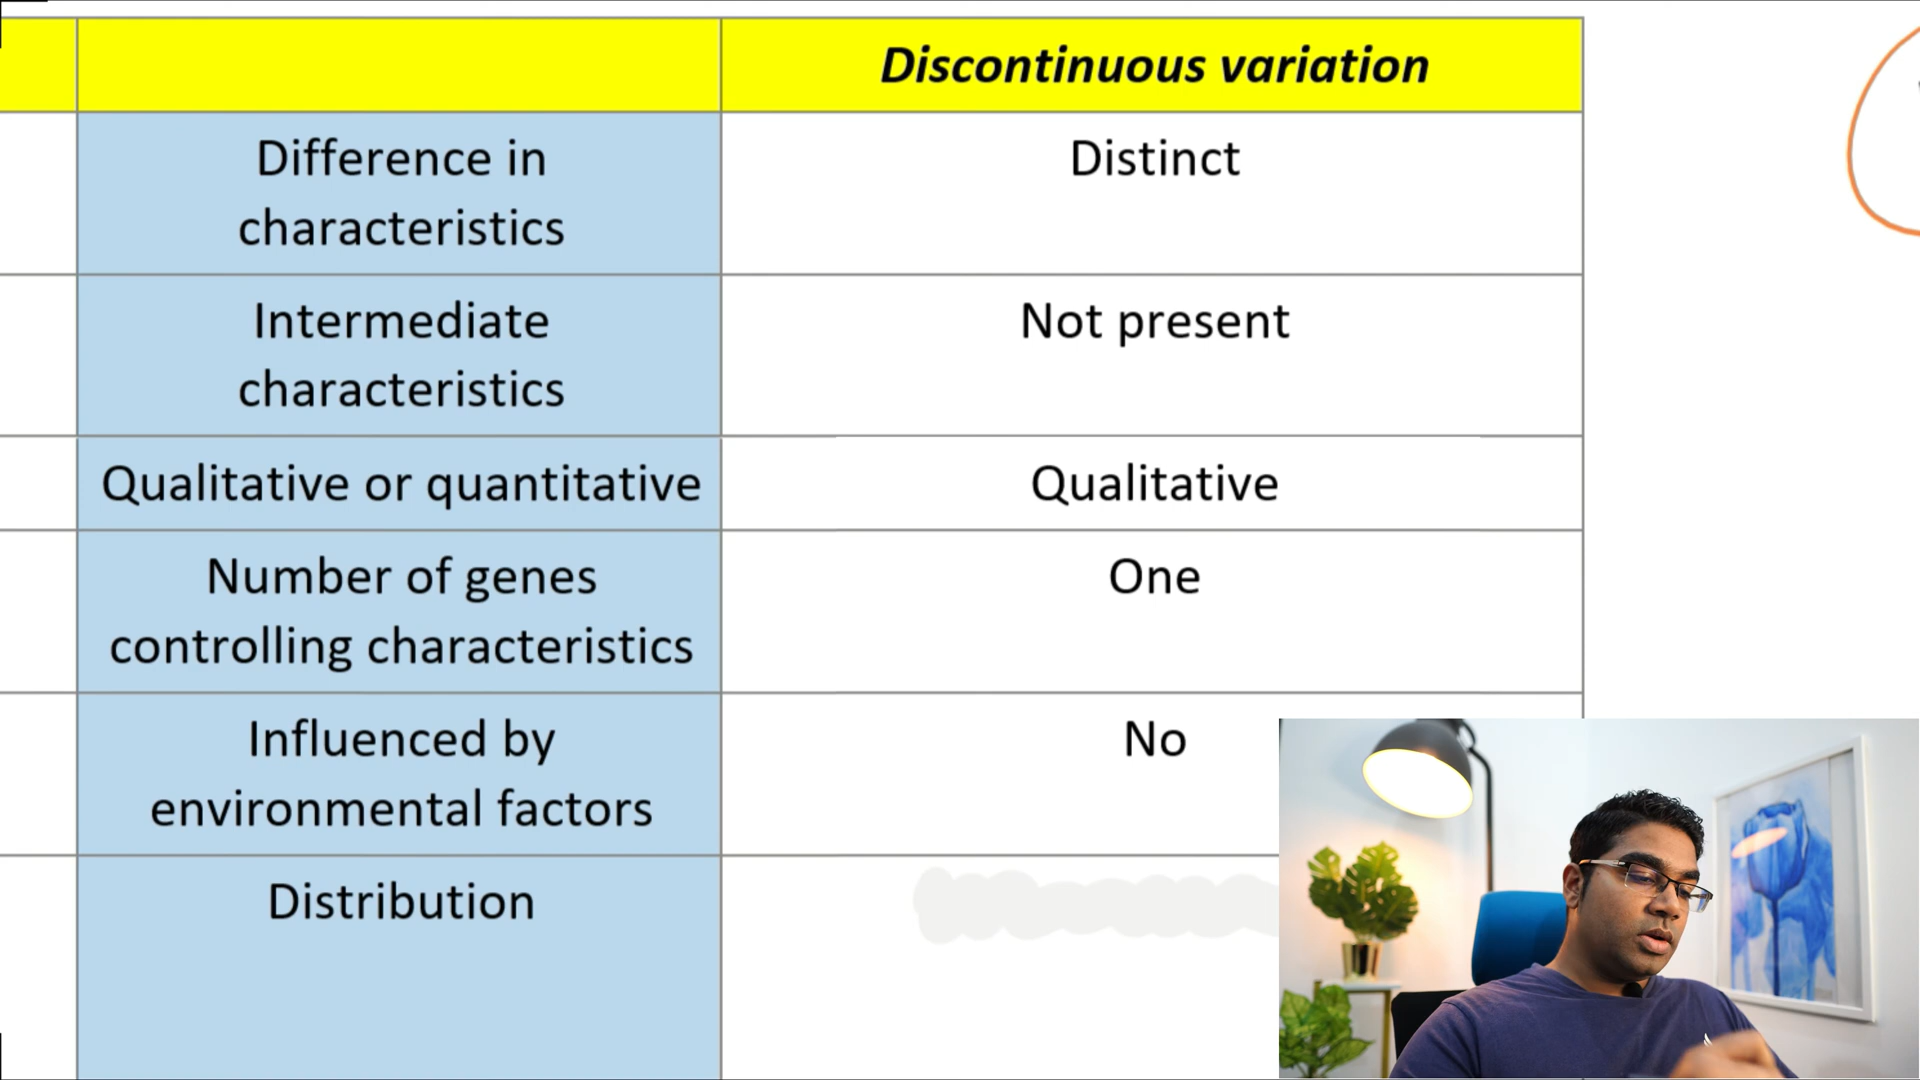 Discontinuous variation
Difference in
characteristics
Distinct
Intermediate
characteristics
Not present
Qualitative or quantitative
Qualitative
Number of genes
controlling characteristics
One
Influenced by
environmental factors
No
Distribution